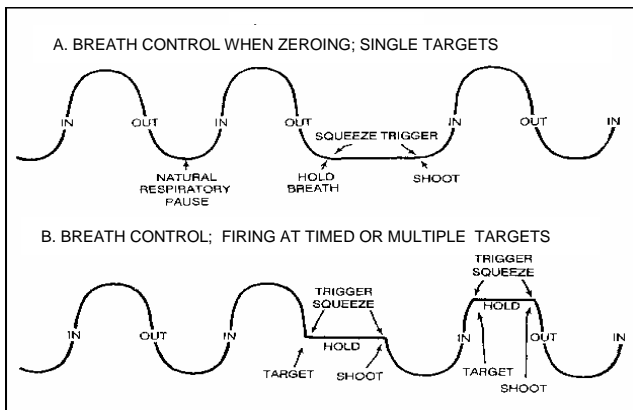 A. BREATH CONTROL WHEN ZEROING; SINGLE TARGETS
IN
OUT
IN
OUT
SQUEEZE TRIGGER
IN
OUT
IN
NATURAL
RESPIRATORY
PAUSE
HOLD
BREATH
SHOOT
B. BREATH CONTROL; FIRING AT TIMED OR MULTIPLE TARGETS
TRIGGER
SQUEEZE
TRIGGER
SQUEEZE
IN
OUT
IN
HOLD
IN
HOLD
OUT
IN
TARGET
SHOOT
TARGET
SHOOT